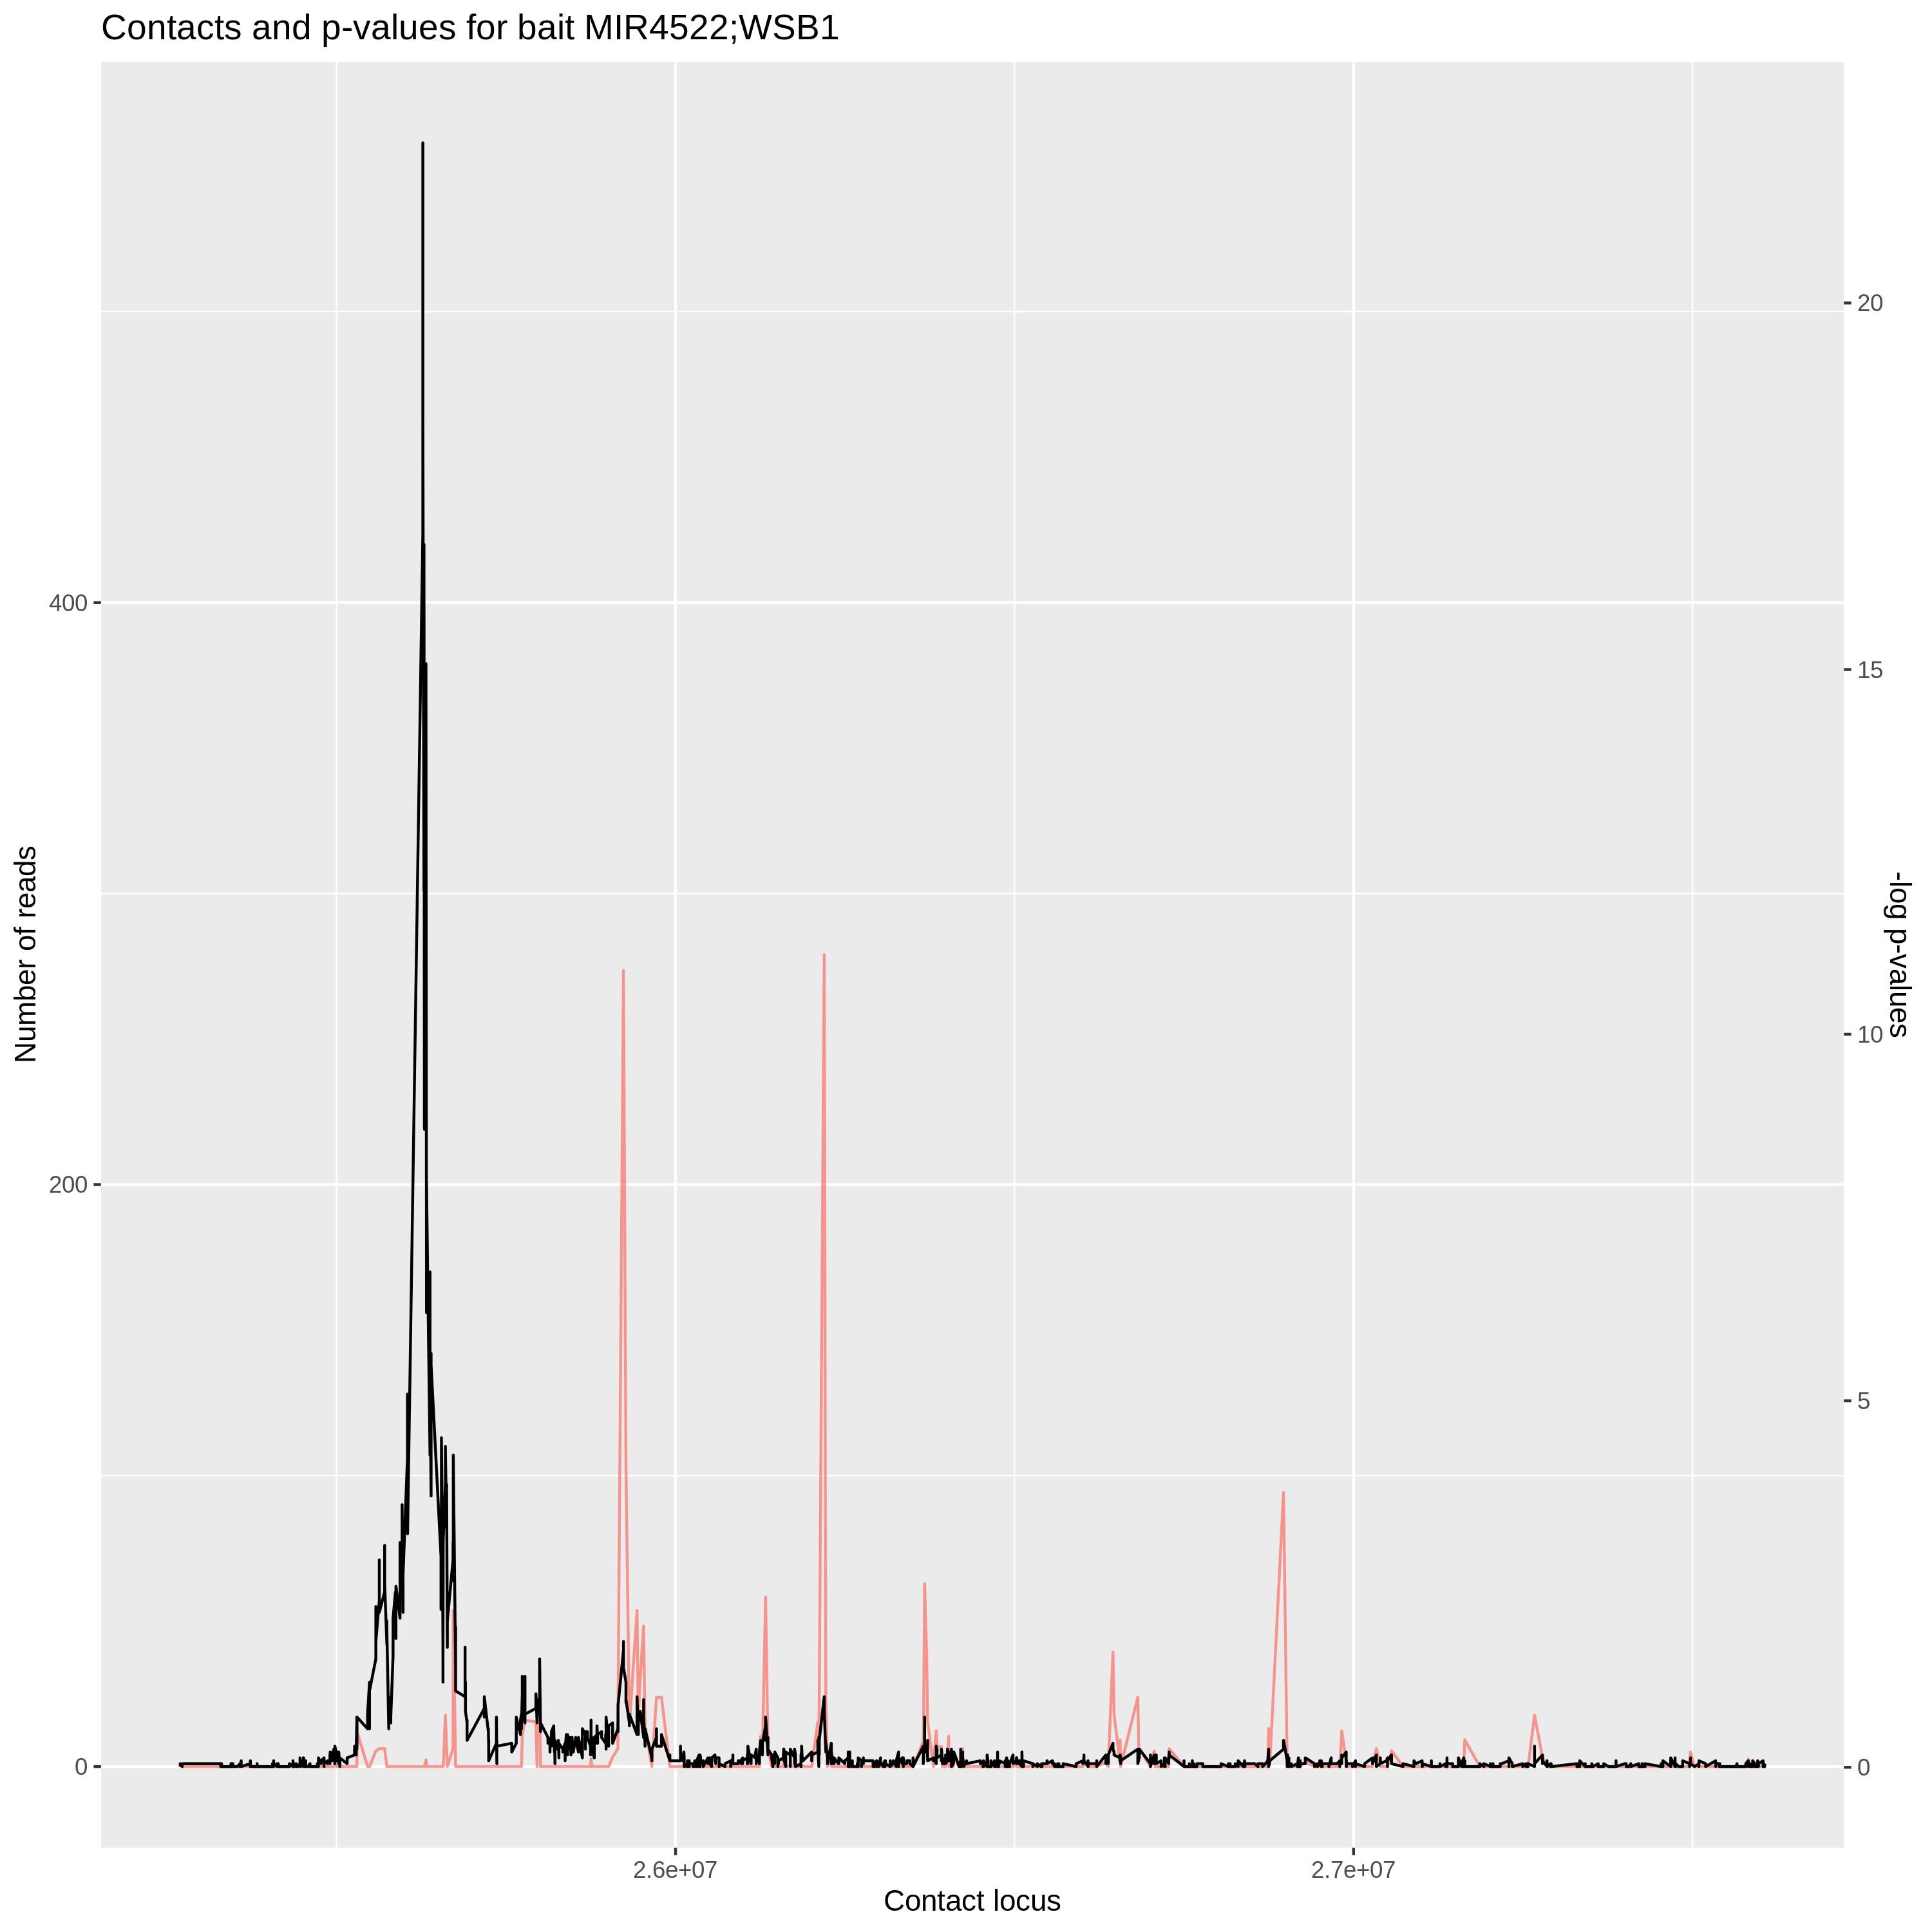 Contacts and p-values for bait MIR4522;WSB1
Number of reads
400
200
0
20
15
10
5
0
-log p-values
2.6e+07
2.7e+07
Contact locus